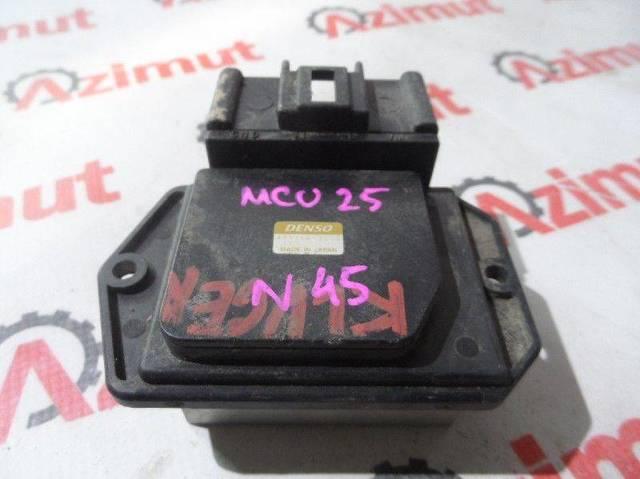 Azimut
Azimut
MCU 25
DENSO
MADE IN JAPAN
N 45
KLUGER
Azimut
Azimut